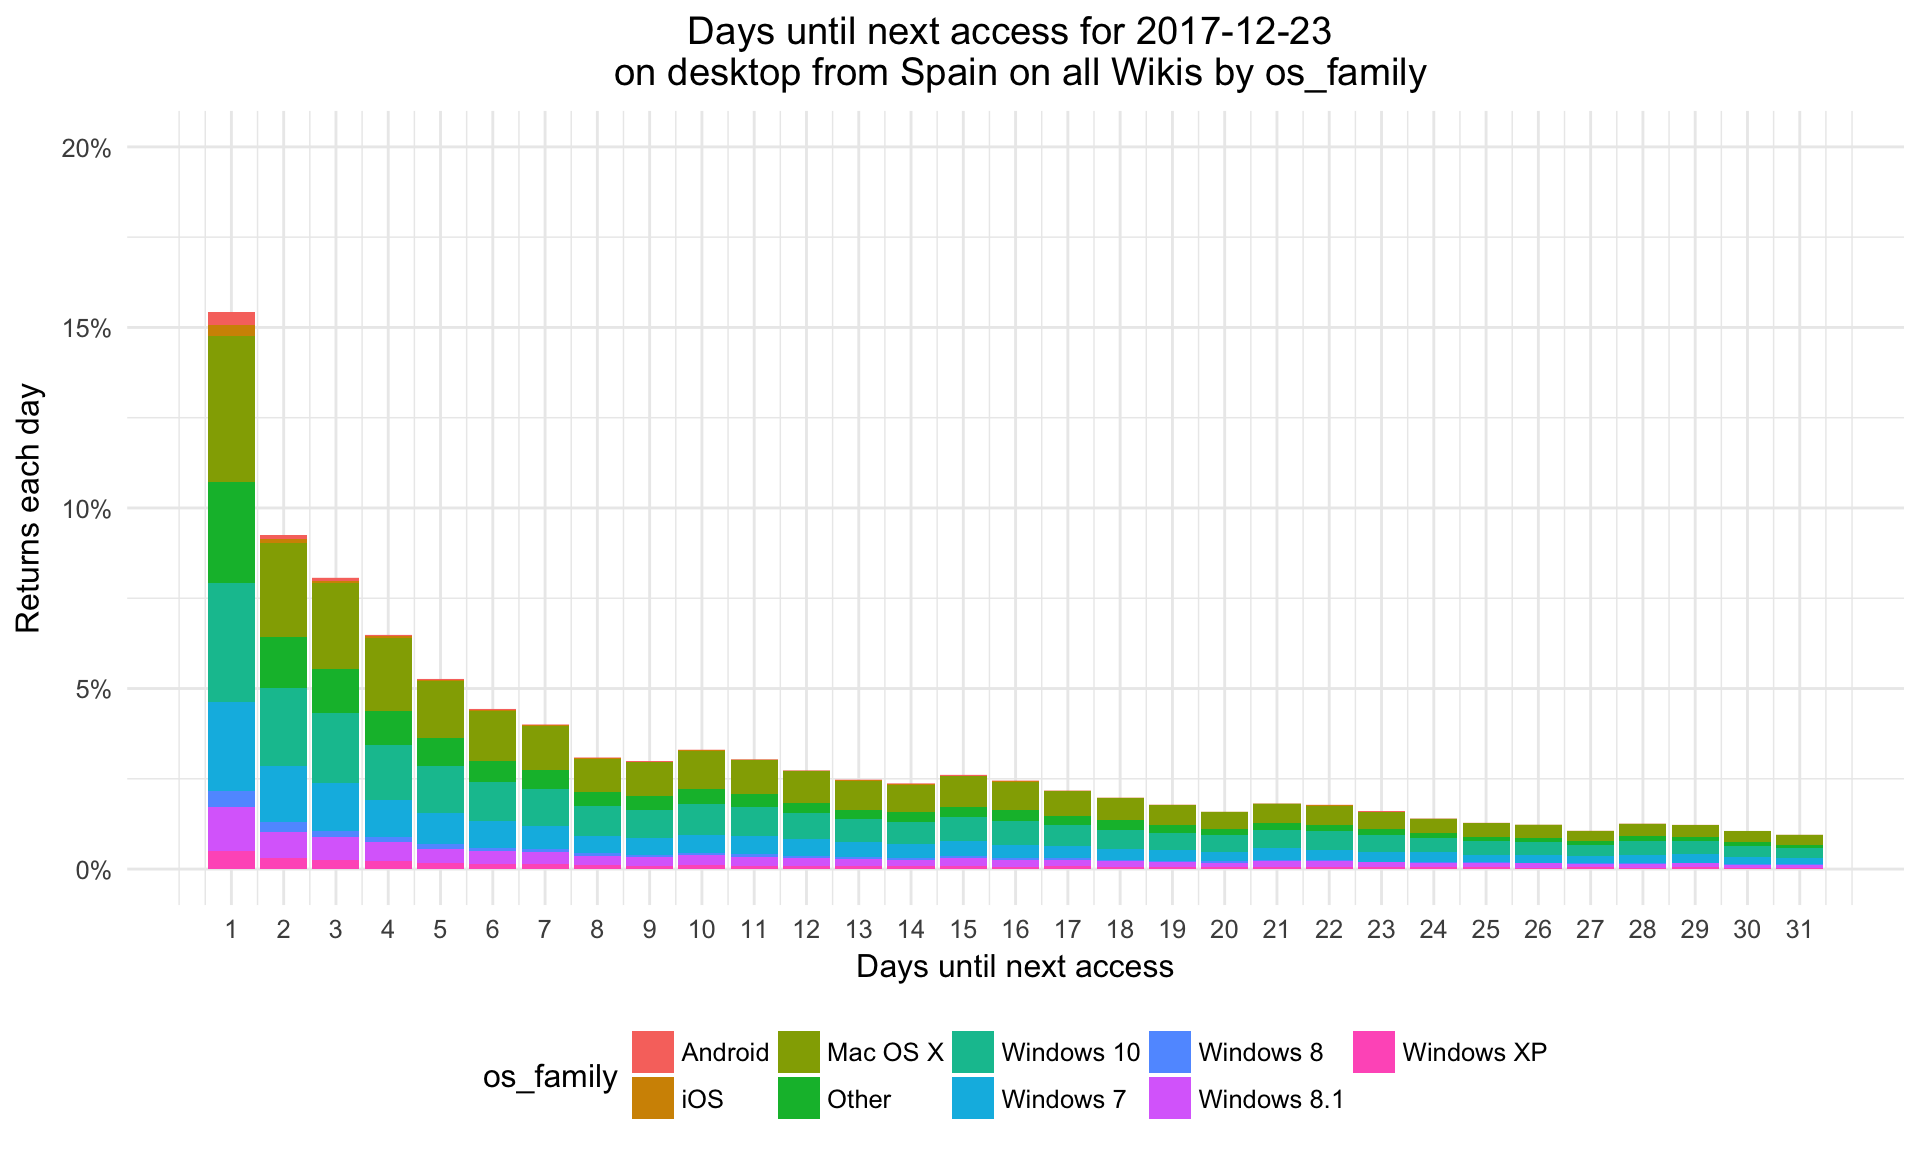 Days until next access for 2017-12-23
on desktop from Spain on all Wikis by os_family
Returns each day
20%
15%
10%
5%
0%
1 2 3 4 5 6 7 8 9 10 11 12 13 14 15 16 17 18 19 20 21 22 23 24 25 26 27 28 29 30 31
Days until next access
os_family
Android Mac OS X Windows 10 Windows 8 Windows XP
iOS Other Windows 7 Windows 8.1